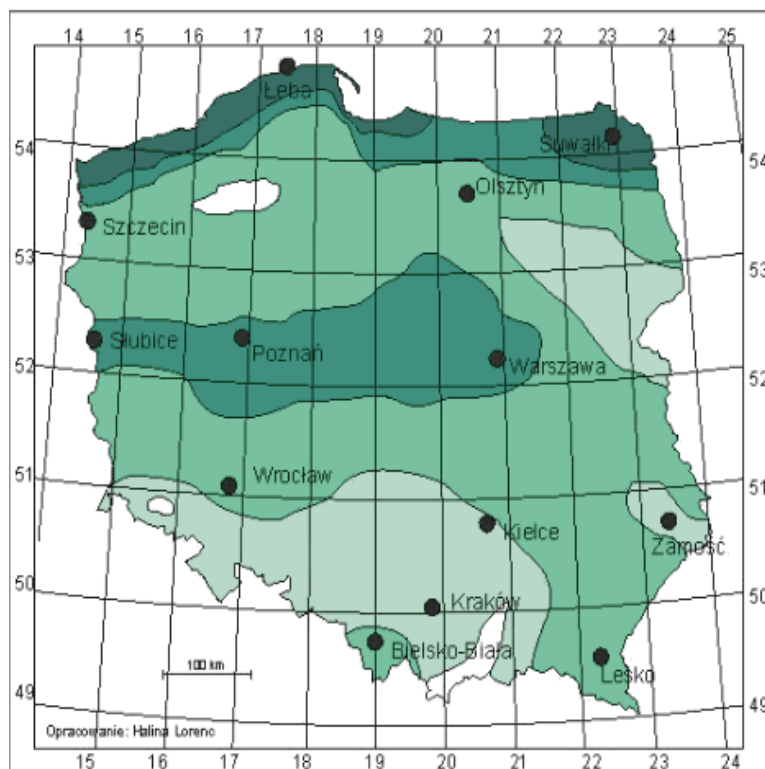 14 15 16 17 18 19 20 21 22 23 24 25
Łeba
54 Suwałki 54
Olsztyn
Szczecin
53 53
Słubice Poznań Warszawa
52 52
51 Wrocław 51
Kielce Zamość
50 Kraków 50
Bielsko-Biała
100 km Lesko
49 49
Opracowanie: Halina Lorenc
15 16 17 18 19 20 21 22 23 24